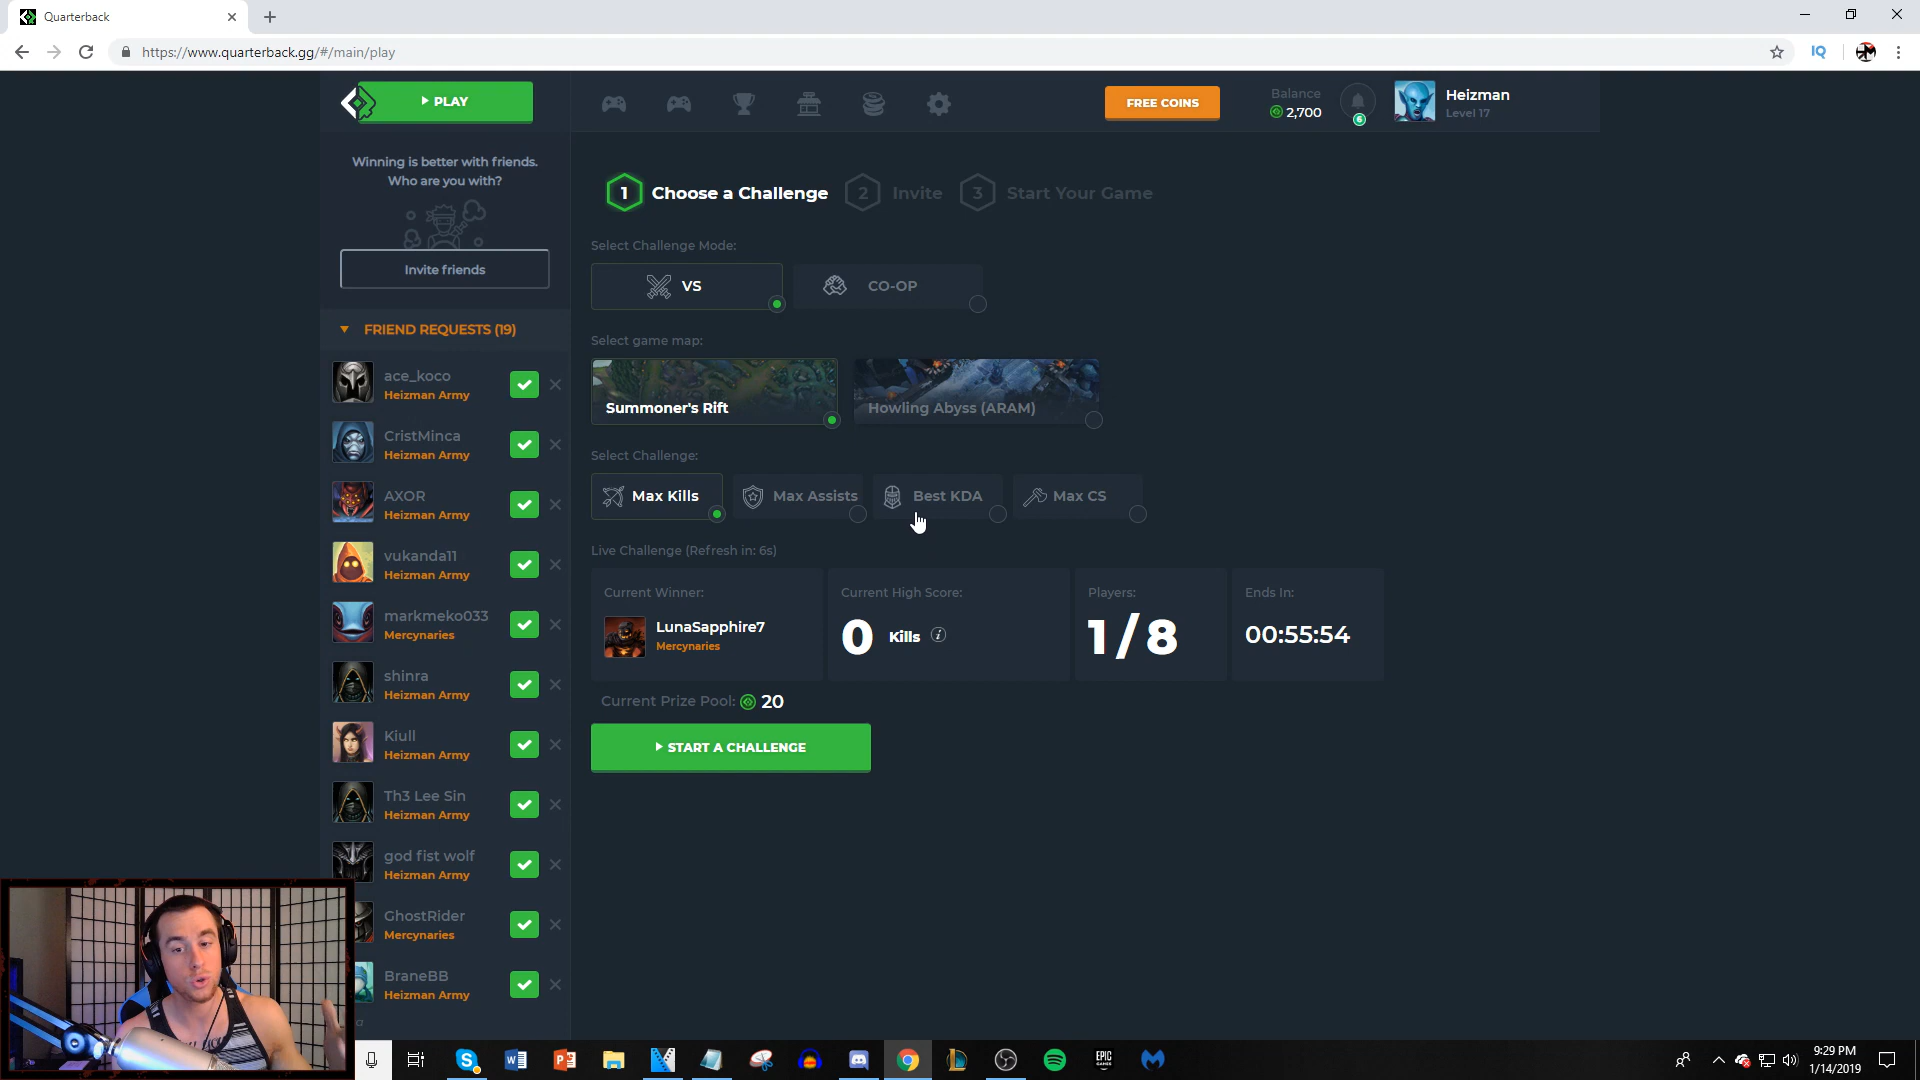 Quarterback
https://www.quarterback.gg/#/main/play
IQ
PLAY
FREE COINS
Balance
2,700
6
Heizman
Level 17
Winning is better with friends.
Who are you with?
Invite friends
FRIEND REQUESTS (19)
ace_koco
Heizman Army
CristMinca
Heizman Army
AXOR
Heizman Army
vukanda11
Heizman Army
markmeko033
Mercynaries
shinra
Heizman Army
Kiull
Heizman Army
Th3 Lee Sin
Heizman Army
god fist wolf
Heizman Army
GhostRider
Mercynaries
BraneBB
Heizman Army
1 Choose a Challenge
2 Invite
3 Start Your Game
Select Challenge Mode:
VS
CO-OP
Select game map:
Summoner's Rift
Howling Abyss (ARAM)
Select Challenge:
Max Kills
Max Assists
Best KDA
Max CS
Live Challenge (Refresh in: 6s)
Current Winner:
LunaSapphire7
Mercynaries
Current High Score:
0 Kills
Players:
1/8
Ends In:
00:55:54
Current Prize Pool: 20
START A CHALLENGE
EPIC
GAMES
9:29 PM
1/14/2019